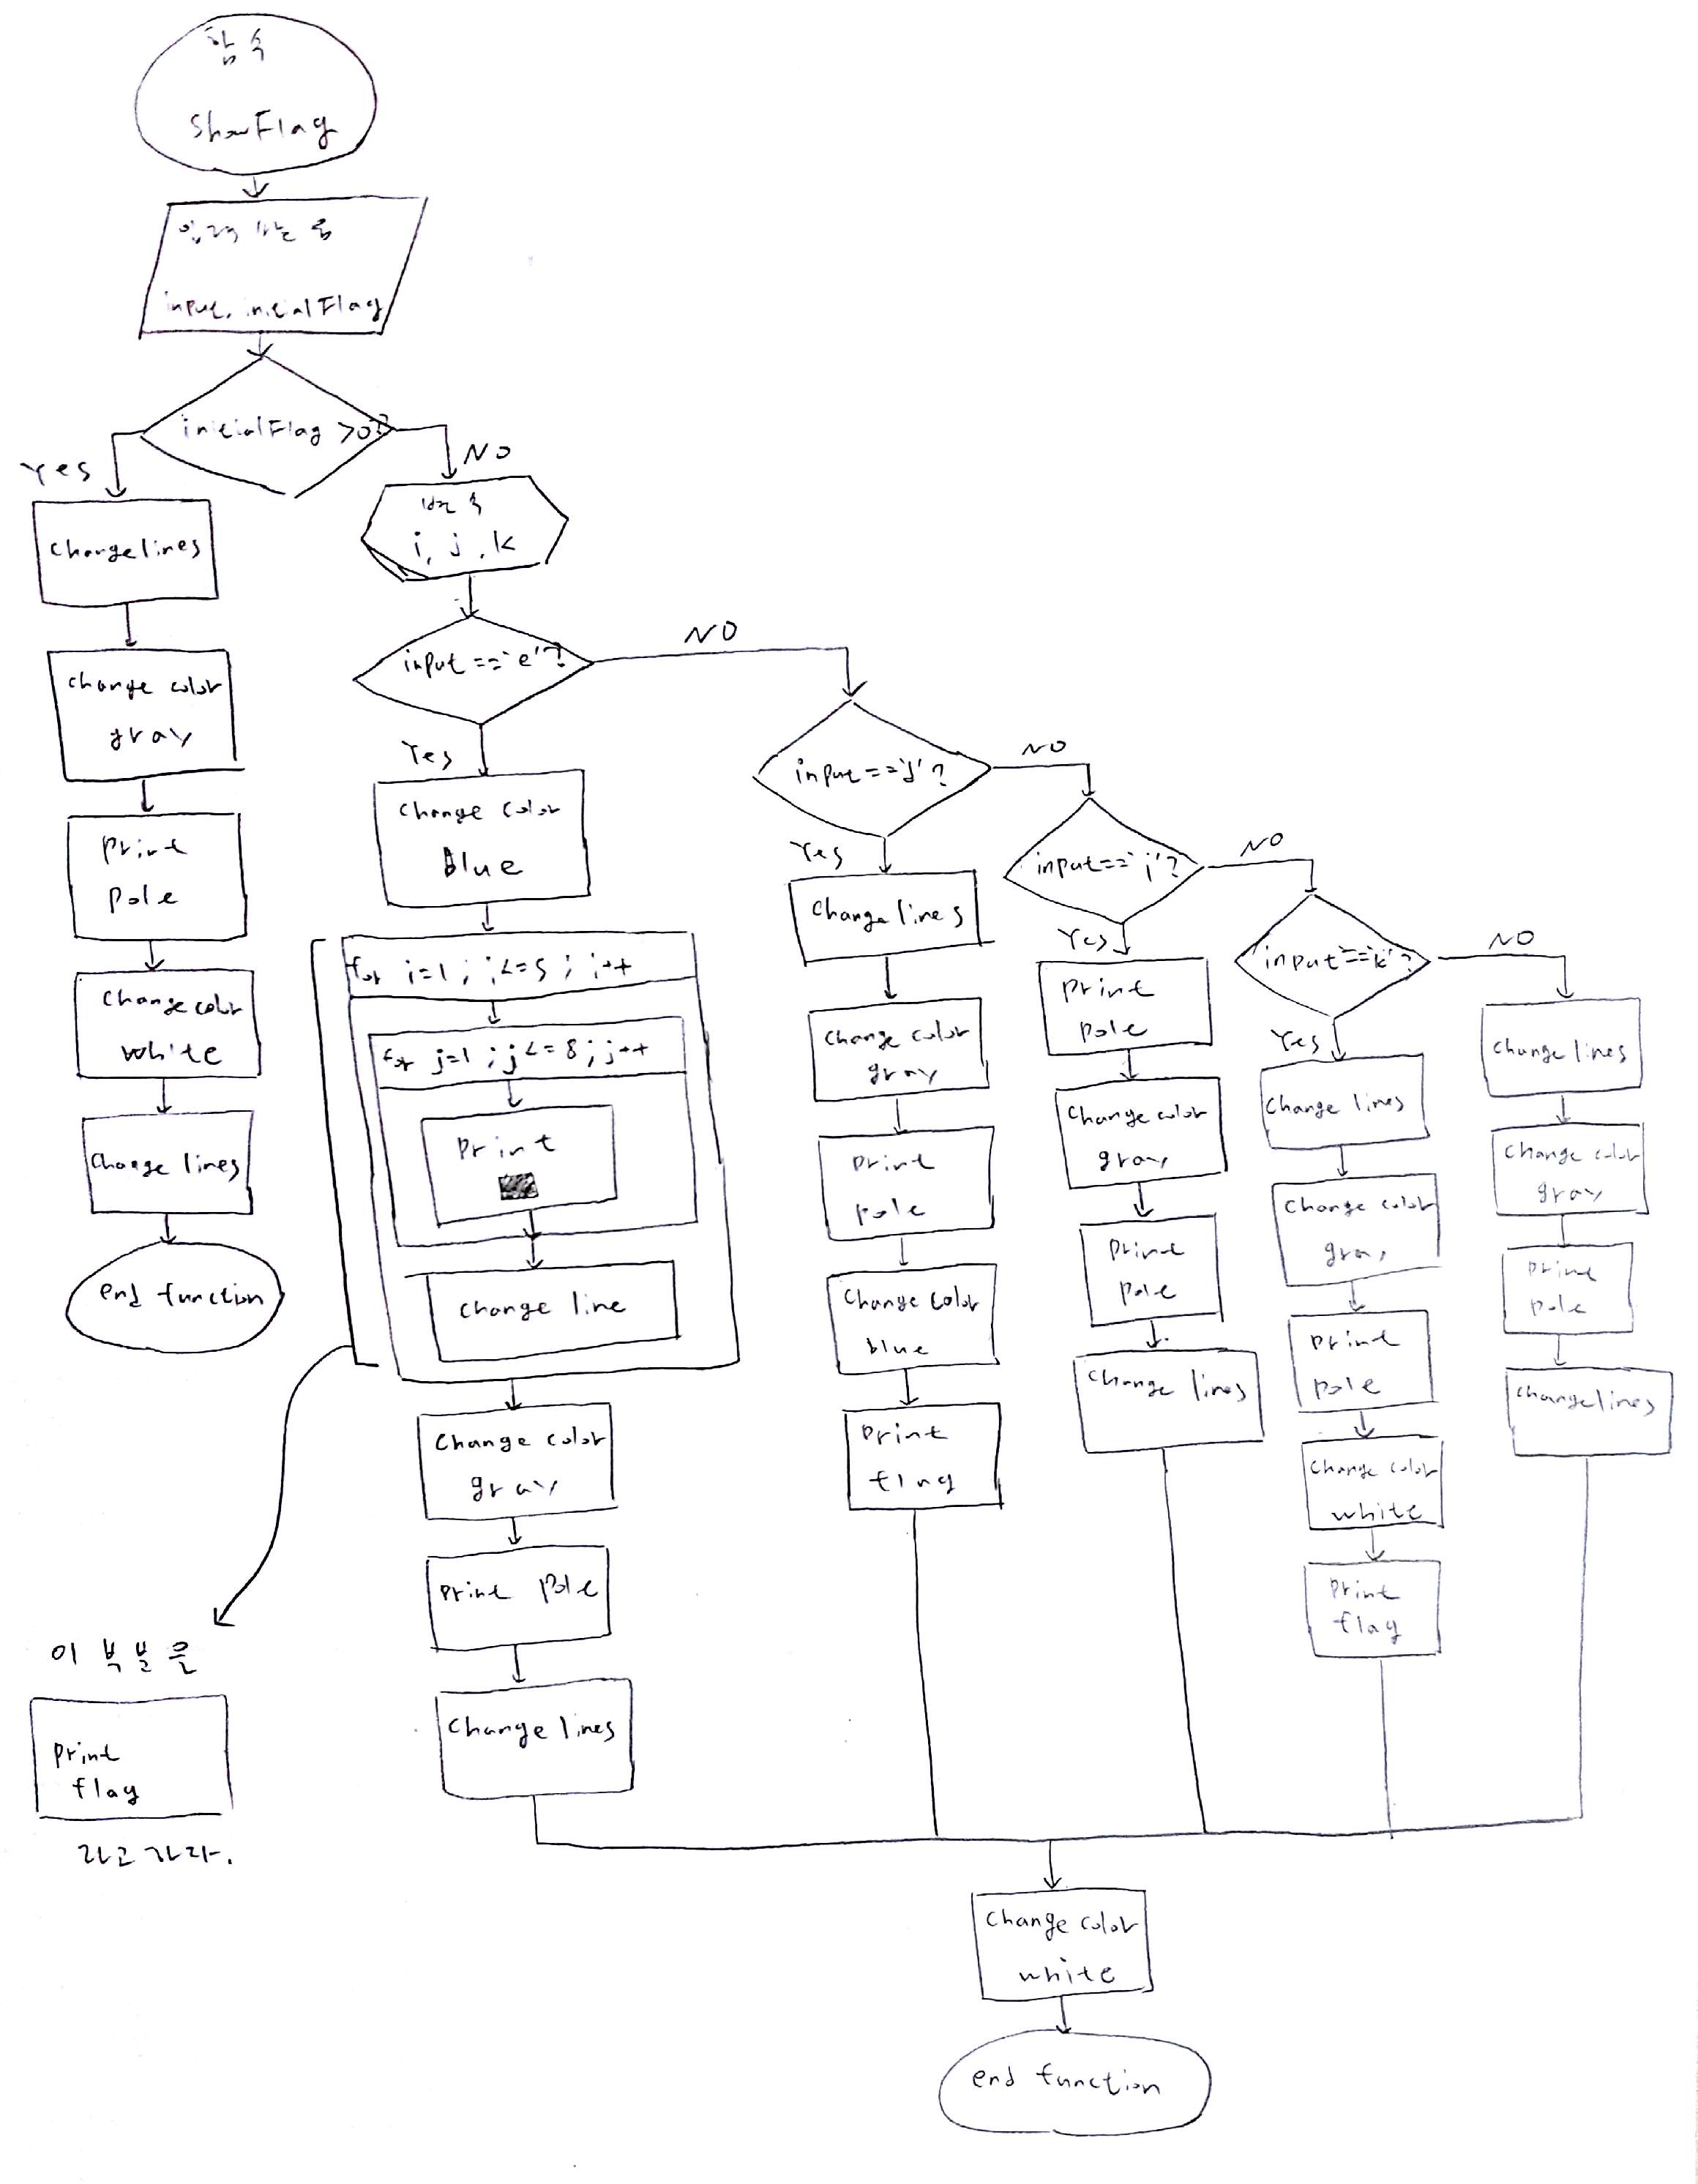 함수
ShowFlag
입력 받는 중
input, initialFlag
initialFlag >0?
Yes
NO
Changelines
Change color
gray
Print
pole
Change color
white
Change lines
end function
변수
i, j, k
input == 'e'?
NO
Yes
Change color
blue
for i=1 ; i<=5 ; i++
for j=1 ; j<=8 ; j++
Print
Change line
Change color
gray
Print Pole
Change lines
이 부분을
Print
flag
라고 하자.
input == 'd'?
NO
Yes
Change lines
Change color
gray
Print
pole
Change color
blue
Print
flag
input == 'j'?
NO
Yes
Print
pole
Change color
gray
Print
pole
Change lines
input == 'k'?
NO
Yes
Change lines
Change color
gray
Print
pole
Change color
white
Print
flag
Change lines
Change color
gray
Print
pole
Changelines
Change color
white
end function